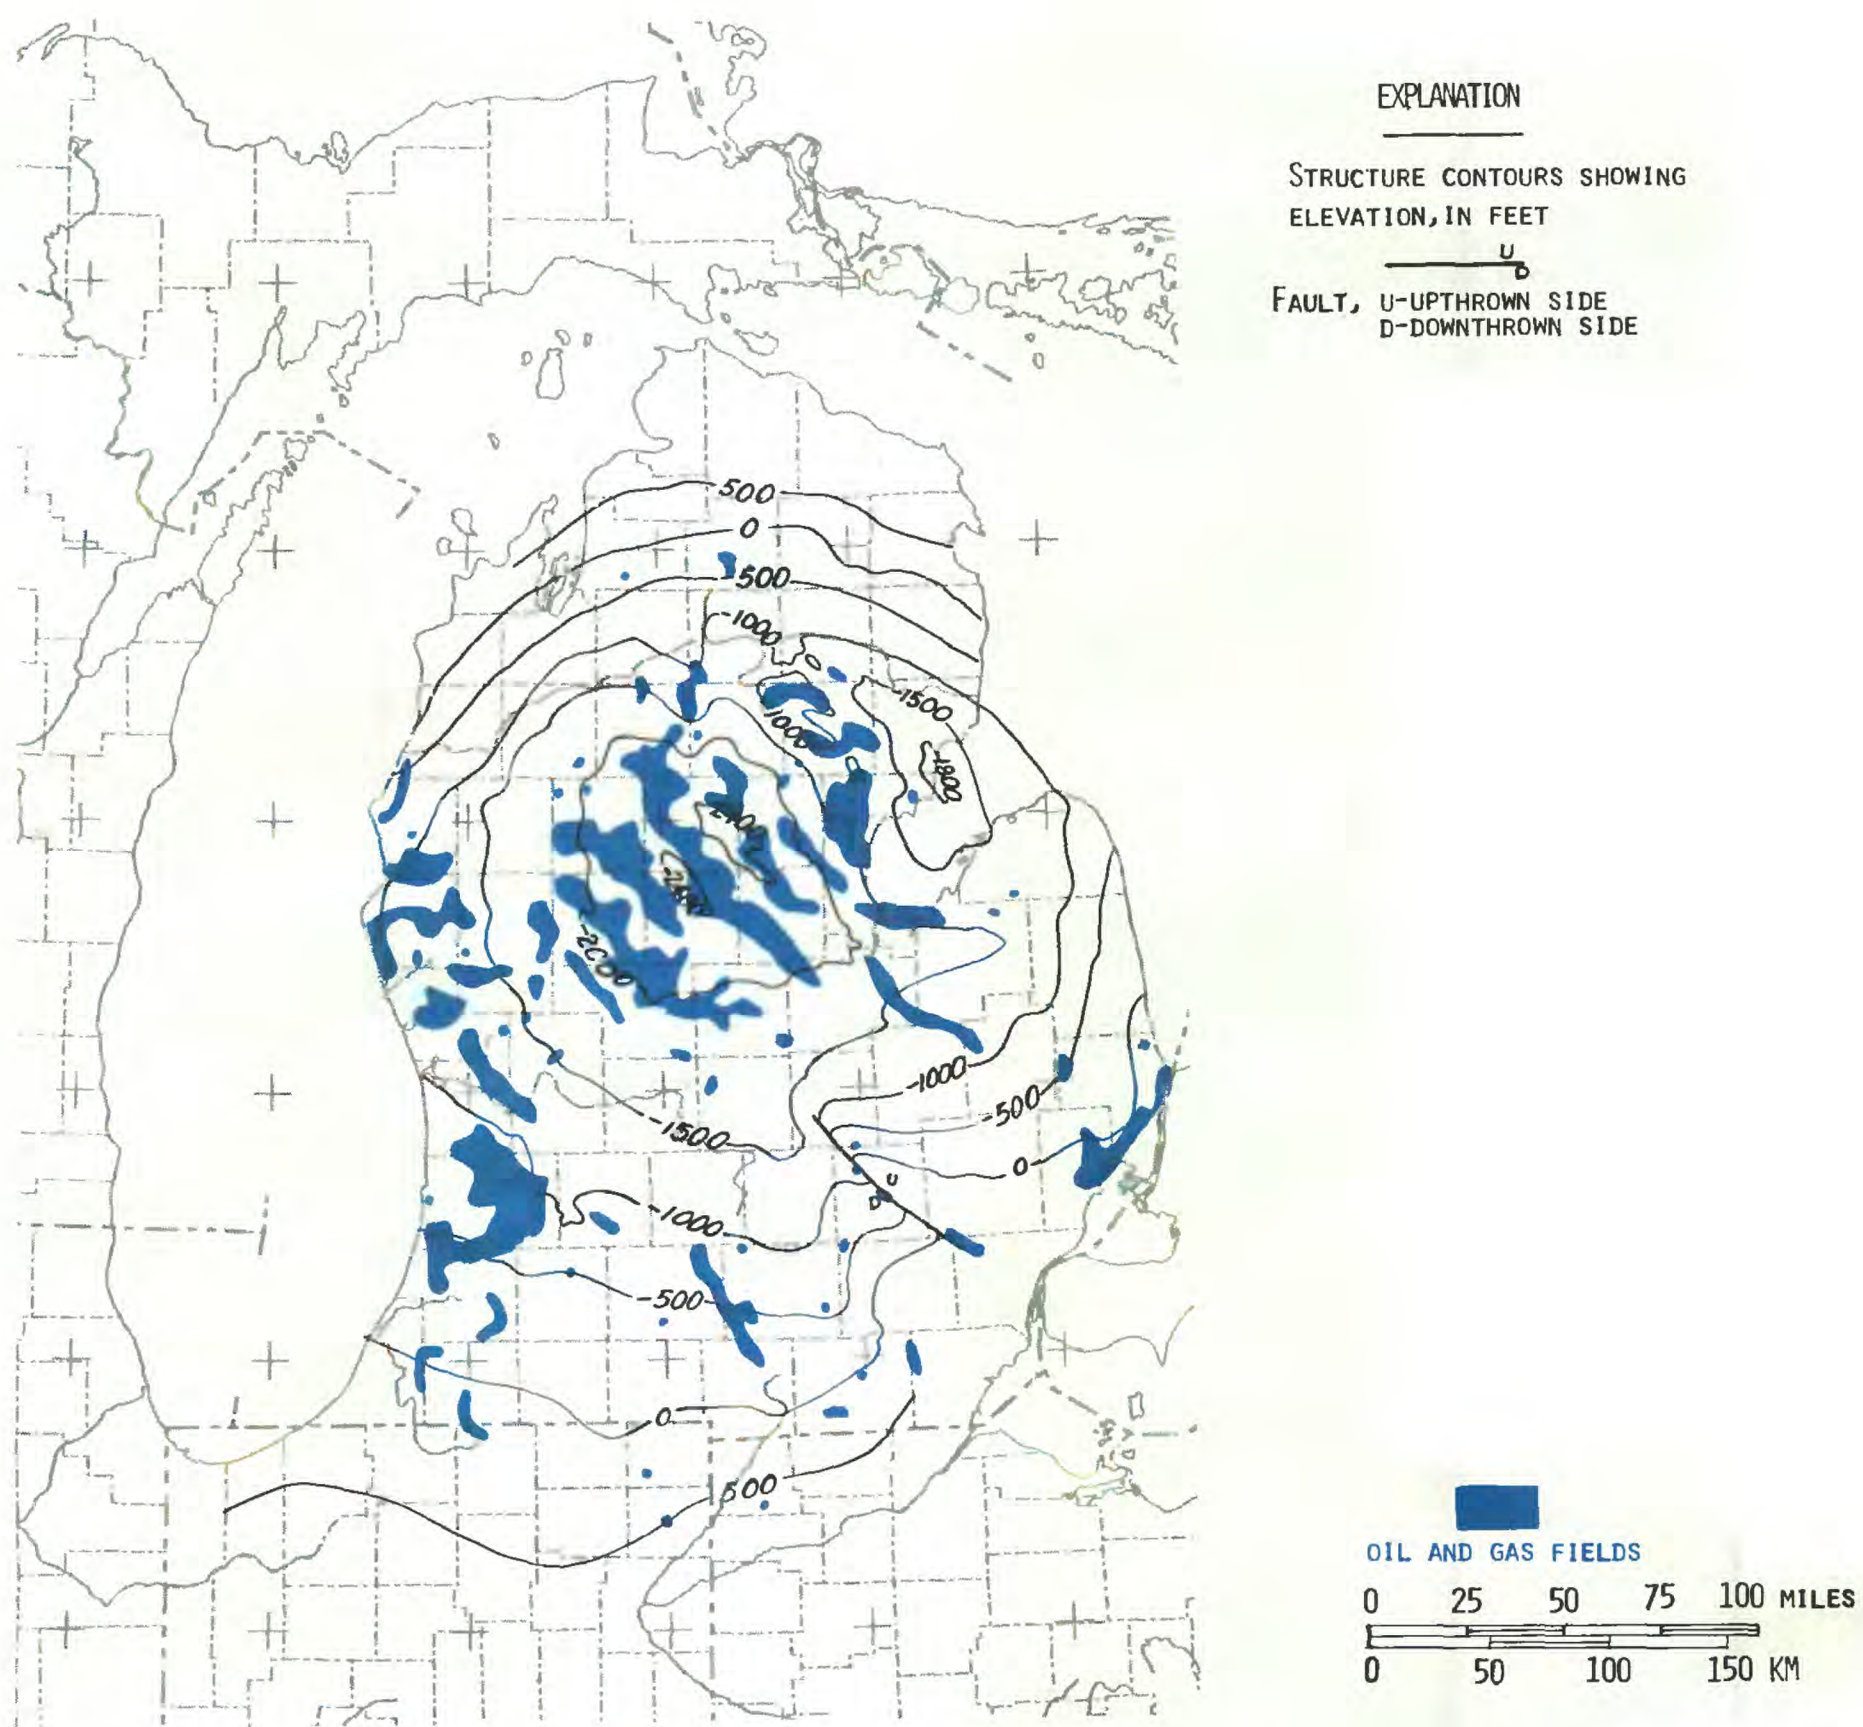 EXPLANATION
STRUCTURE CONTOURS SHOWING
ELEVATION, IN FEET
U
D
FAULT, U-UPTHROWN SIDE
D-DOWNTHROWN SIDE
500
0
500
-1000
-1500
1000
-1800
-2000
-1000
-500
-1500
0
U
D
-1000
-500
0
500
OIL AND GAS FIELDS
0 25 50 75 100 MILES
0 50 100 150 KM